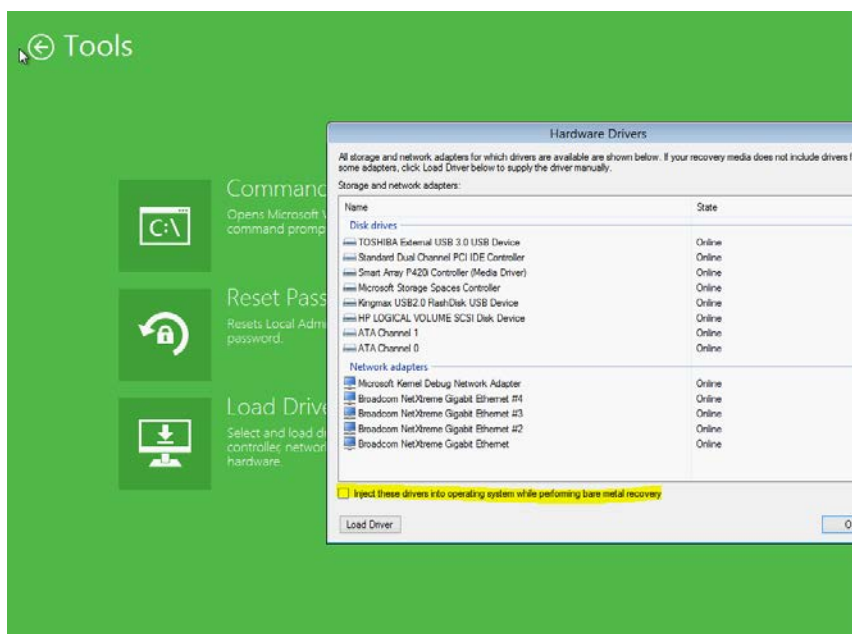 Tools
Command
Opens Microsoft
command promp
Reset Pass
Resets Local Adm
password.
Load Drive
Select and load d
controller, networ
hardware.
C:\
Hardware Drivers
All storage and network adapters for which drivers are available are shown below. If your recovery media does not include drivers f
some adapters, click Load Driver below to supply the driver manually.
Storage and network adapters:
Name State
Disk drives
TOSHIBA External USB 3.0 USB Device Online
Standard Dual Channel PCI IDE Controller Online
Smart Array P420i Controller (Media Driver) Online
Microsoft Storage Spaces Controller Online
Kingmax USB2.0 FlashDisk USB Device Online
HP LOGICAL VOLUME SCSI Disk Device Online
ATA Channel 1 Online
ATA Channel 0 Online
Network adapters
Microsoft Kernel Debug Network Adapter Online
Broadcom NetXtreme Gigabit Ethernet #4 Online
Broadcom NetXtreme Gigabit Ethernet #3 Online
Broadcom NetXtreme Gigabit Ethernet #2 Online
Broadcom NetXtreme Gigabit Ethernet Online
Inject these drivers into operating system while performing bare metal recovery
Load Driver O